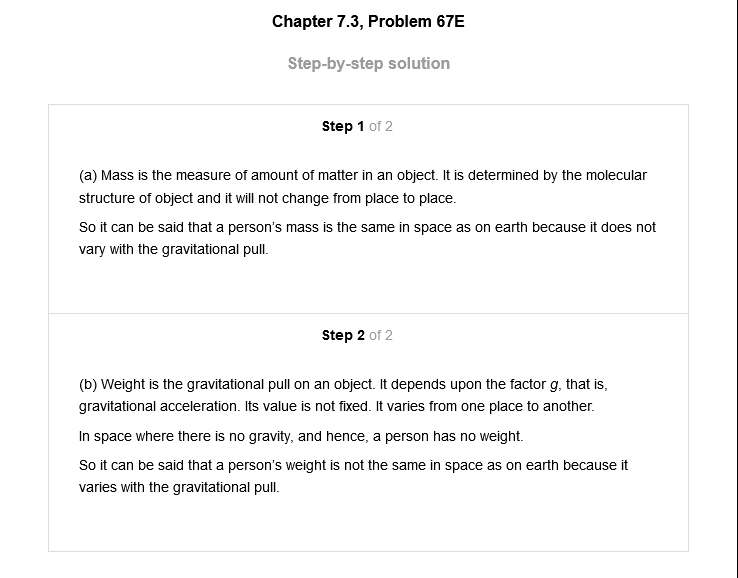 Chapter 7.3, Problem 67E
Step-by-step solution
Step 1 of 2
(a) Mass is the measure of amount of matter in an object. It is determined by the molecular
structure of object and it will not change from place to place.
So it can be said that a person's mass is the same in space as on earth because it does not
vary with the gravitational pull.
Step 2 of 2
(b) Weight is the gravitational pull on an object. It depends upon the factor g, that is,
gravitational acceleration. Its value is not fixed. It varies from one place to another.
In space where there is no gravity, and hence, a person has no weight.
So it can be said that a person's weight is not the same in space as on earth because it
varies with the gravitational pull.